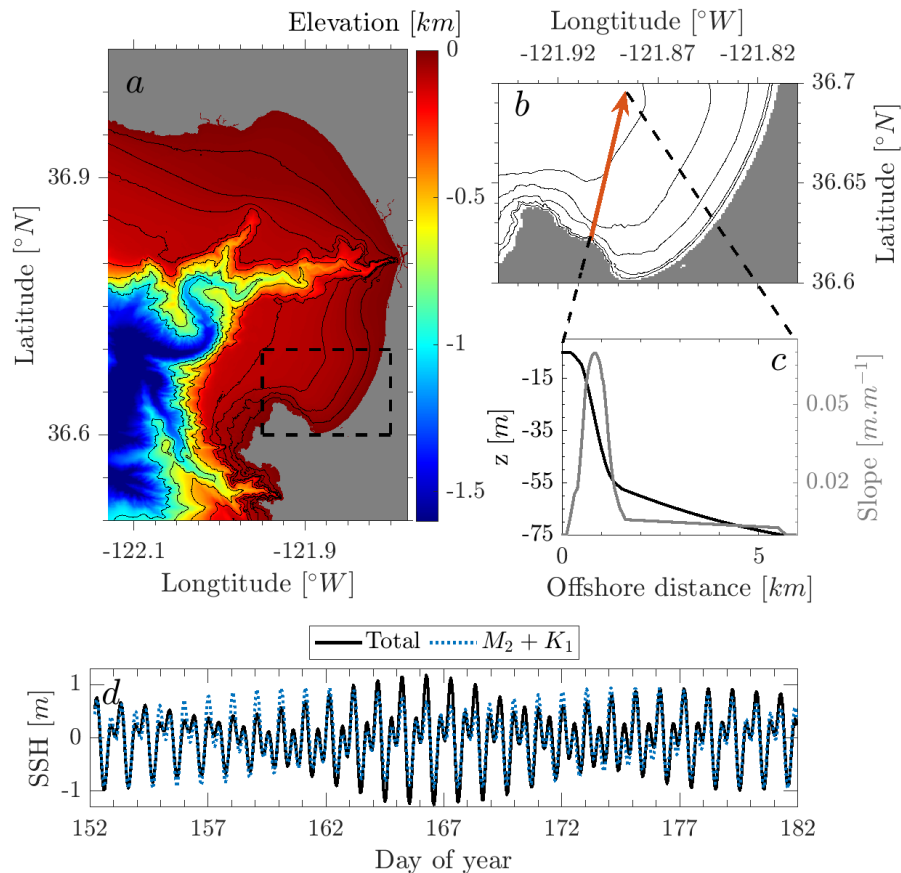 Elevation [km]
a
0
-0.5
-1
-1.5
36.9
36.6
Latitude [°N]
-122.1 -121.9
Longtitude [°W]
Longtitude [°W]
-121.92 -121.87 -121.82
b
36.7
36.65
36.6
Latitude [°N]
c
-15
-35
-55
-75
z [m]
0.05
0.02
Slope [m.m⁻¹]
0 5
Offshore distance [km]
Total M₂ + K₁
d
1
0
-1
SSH [m]
152 157 162 167 172 177 182
Day of year